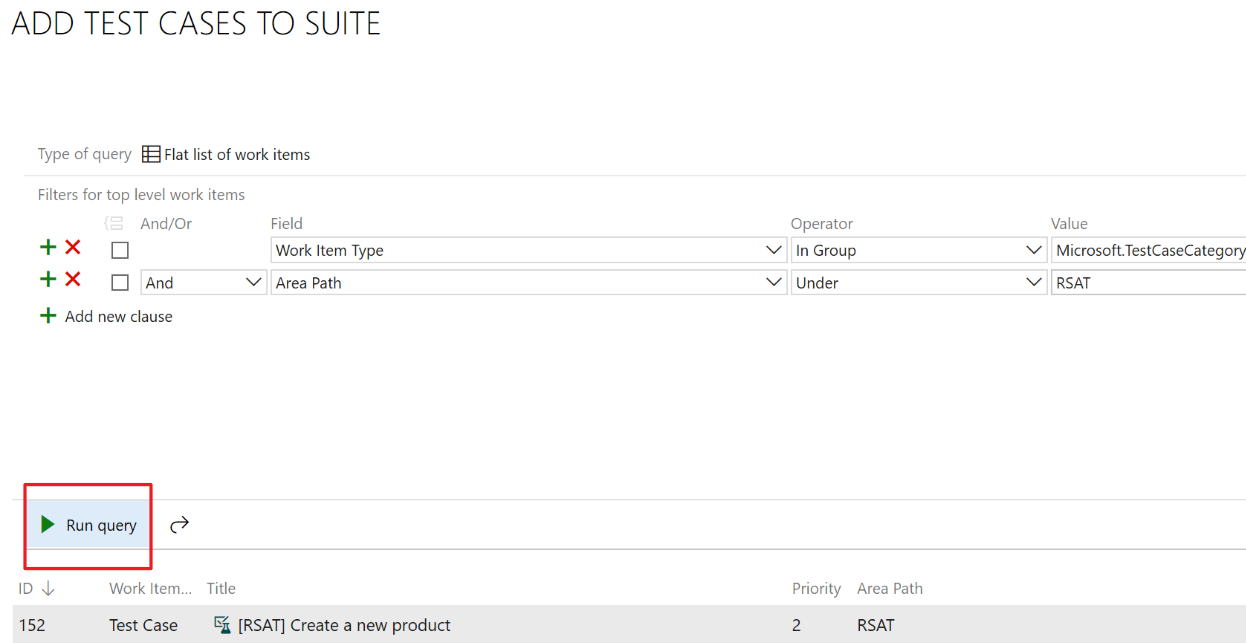 ADD TEST CASES TO SUITE
Type of query Flat list of work items
Filters for top level work items
And/Or Field Operator Value
Work Item Type In Group Microsoft.TestCaseCategory
And Area Path Under RSAT
Add new clause
Run query
ID Work Item... Title Priority Area Path
152 Test Case [RSAT] Create a new product 2 RSAT